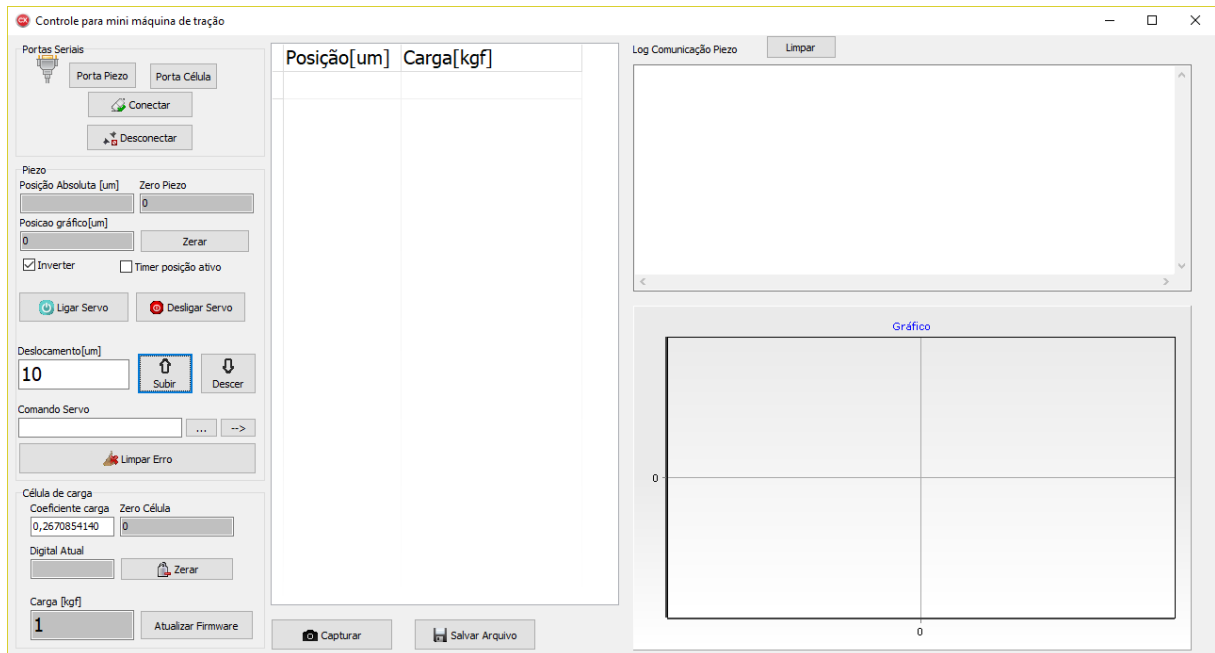 CX Controle para mini máquina de tração
Portas Seriais
Porta Piezo
Porta Célula
Conectar
Desconectar
Piezo
Posição Absoluta [um]
Zero Piezo
0
Posicao gráfico[um]
0
Zerar
Inverter
Timer posição ativo
Ligar Servo
Desligar Servo
Deslocamento[um]
10
Subir
Descer
Comando Servo
...
-->
Limpar Erro
Célula de carga
Coeficiente carga
Zero Célula
0,2670854140
0
Digital Atual
Zerar
Carga [kgf]
1
Atualizar Firmware
Posição[um]
Carga[kgf]
Capturar
Salvar Arquivo
Log Comunicação Piezo
Limpar
Gráfico
0
0